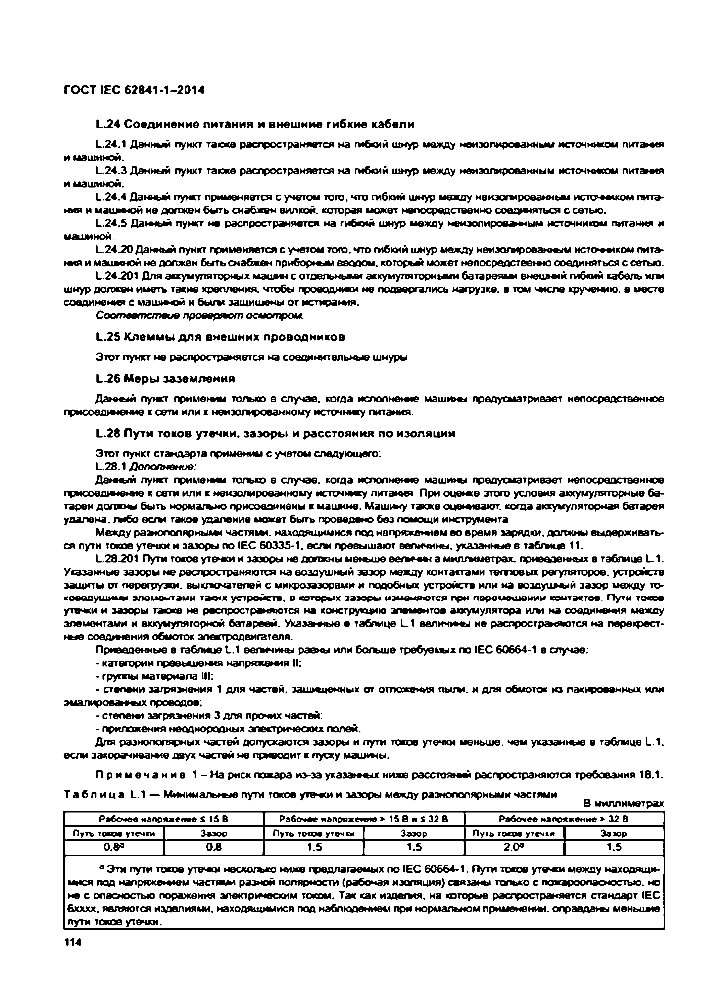 ГОСТ IEC 62841-1–2014
L.24 Соединение питания и внешние гибкие кабели
L.24.1 Данный пункт также распространяется на гибкий шнур между неизолированным источником питания
и машиной.
L.24.3 Данный пункт также распространяется на гибкий шнур между неизолированным источником питания
и машиной.
L.24.4 Данный пункт применяется с учетом того, что гибкий шнур между неизолированным источником пита-
ния и машиной не должен быть снабжен вилкой, которая может непосредственно соединяться с сетью.
L.24.5 Данный пункт не распространяется на гибкий шнур между неизолированным источником питания и
машиной.
L.24.20 Данный пункт применяется с учетом того, что гибкий шнур между неизолированным источником пита-
ния и машиной не должен быть снабжен приборным вводом, который может непосредственно соединяться с сетью.
L.24.201 Для аккумуляторных машин с отдельными аккумуляторными батареями внешний гибкий кабель или
шнур должен иметь такие крепления, чтобы проводники не подвергались нагрузке, в том числе кручению, в месте
соединения с машиной и были защищены от истирания.
Соответствие проверяют осмотром.
L.25 Клеммы для внешних проводников
Этот пункт не распространяется на соединительные шнуры
L.26 Меры заземления
Данный пункт применим только в случае, когда исполнение машины предусматривает непосредственное
присоединение к сети или к неизолированному источнику питания.
L.28 Пути токов утечки, зазоры и расстояния по изоляции
Этот пункт стандарта применим с учетом следующего:
L.28.1 Дополнение:
Данный пункт применим только в случае, когда исполнение машины предусматривает непосредственное
присоединение к сети или к неизолированному источнику питания. При оценке этого условия аккумуляторные ба-
тареи должны быть нормально присоединены к машине. Машину также оценивают, когда аккумуляторная батарея
удалена, либо если такое удаление может быть проведено без помощи инструмента.
Между разнополярными частями, находящимися под напряжением во время зарядки, должны выдерживать-
ся пути токов утечки и зазоры по IEC 60335-1, если превышают величины, указанные в таблице 11.
L.28.201 Пути токов утечки и зазоры не должны меньше величин а миллиметрах, приведенных в таблице L.1.
Указанные зазоры не распространяются на воздушный зазор между контактами тепловых регуляторов, устройств
защиты от перегрузки, выключателей с микрозазорами и подобных устройств или на воздушный зазор между то-
коведущими элементами таких устройств, в которых зазоры изменяются при перемещении контактов. Пути токов
утечки и зазоры также не распространяются на конструкцию элементов аккумулятора или на соединения между
элементами и аккумуляторной батареей. Указанные в таблице L.1 величины не распространяются на перекрест-
ные соединения обмоток электродвигателя.
Приведенные в таблице L.1 величины равны или больше требуемых по IEC 60664-1 в случае:
- категории превышения напряжения II;
- группы материала III;
- степени загрязнения 1 для частей, защищенных от отложения пыли, и для обмоток из лакированных или
эмалированных проводов;
- степени загрязнения 3 для прочих частей;
- приложения неоднородных электрических полей.
Для разнополярных частей допускаются зазоры и пути токов утечки меньше, чем указанные в таблице L.1,
если закорачивание двух частей не приводит к пуску машины.
Примечание 1 – На риск пожара из-за указанных ниже расстояний распространяются требования 18.1.
Таблица L.1 — Минимальные пути токов утечки и зазоры между разнополярными частями
В миллиметрах
Рабочее напряжение ≤ 15 В Рабочее напряжение > 15 В и ≤ 32 В Рабочее напряжение > 32 В
Путь токов утечки Зазор Путь токов утечки Зазор Путь токов утечки Зазор
0,8ª 0,8 1,5 1,5 2,0ª 1,5
ª Эти пути токов утечки несколько ниже предлагаемых по IEC 60664-1. Пути токов утечки между находящи-
мися под напряжением частями разной полярности (рабочая изоляция) связаны только с пожароопасностью, но
не с опасностью поражения электрическим током. Так как изделия, на которые распространяется стандарт IEC
6xxxx, являются изделиями, находящимися под наблюдением при нормальном применении, оправданы меньшие
пути токов утечки.
114